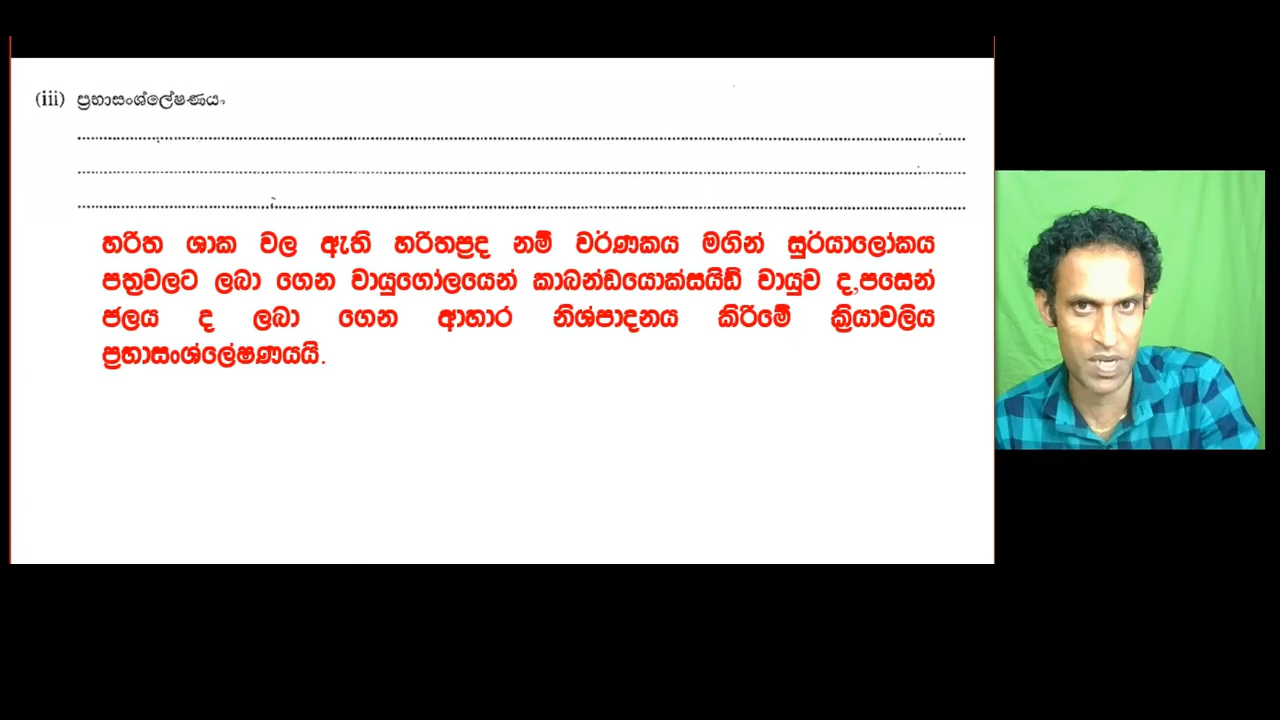 (iii) ප්‍රභාසංශ්ලේෂණය
හරිත ශාක වල ඇති හරිතප්‍රද නම් වර්ණකය මගින් සුර්යාලෝකය
පත්‍රවලට ලබා ගෙන වායුගෝලයෙන් කාබන්ඩයොක්සයිඩ් වායුව ද,පසෙන්
ජලය ද ලබා ගෙන ආහාර නිශ්පාදනය කිරිමේ ක්‍රියාවලිය
ප්‍රභාසංශ්ලේෂණයයි.